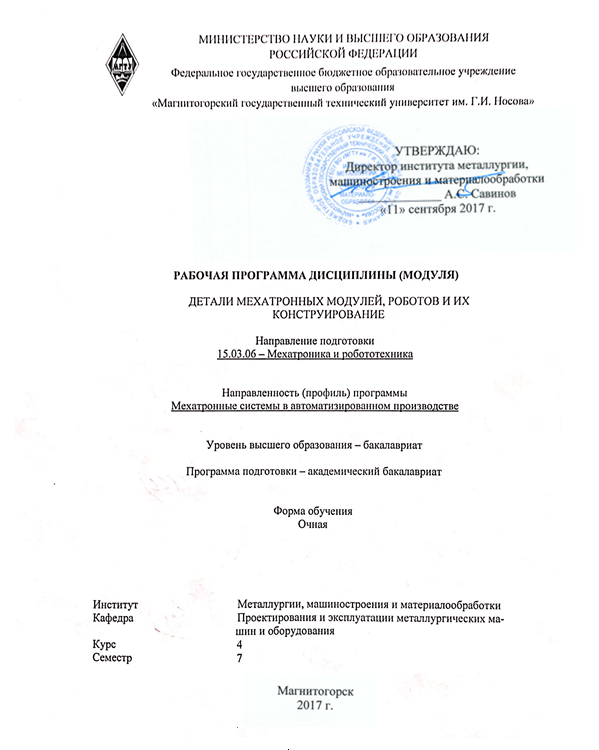 МИНИСТЕРСТВО НАУКИ И ВЫСШЕГО ОБРАЗОВАНИЯ
РОССИЙСКОЙ ФЕДЕРАЦИИ
Федеральное государственное бюджетное образовательное учреждение
высшего образования
«Магнитогорский государственный технический университет им. Г.И. Носова»
УТВЕРЖДАЮ:
Директор института металлургии,
машиностроения и материалообработки
А.С. Савинов
«11» сентября 2017 г.
РАБОЧАЯ ПРОГРАММА ДИСЦИПЛИНЫ (МОДУЛЯ)
ДЕТАЛИ МЕХАТРОННЫХ МОДУЛЕЙ, РОБОТОВ И ИХ
КОНСТРУИРОВАНИЕ
Направление подготовки
15.03.06 – Мехатроника и робототехника
Направленность (профиль) программы
Мехатронные системы в автоматизированном производстве
Уровень высшего образования – бакалавриат
Программа подготовки – академический бакалавриат
Форма обучения
Очная
Институт Металлургии, машиностроения и материалообработки
Кафедра Проектирования и эксплуатации металлургических ма-
шин и оборудования
Курс 4
Семестр 7
Магнитогорск
2017 г.